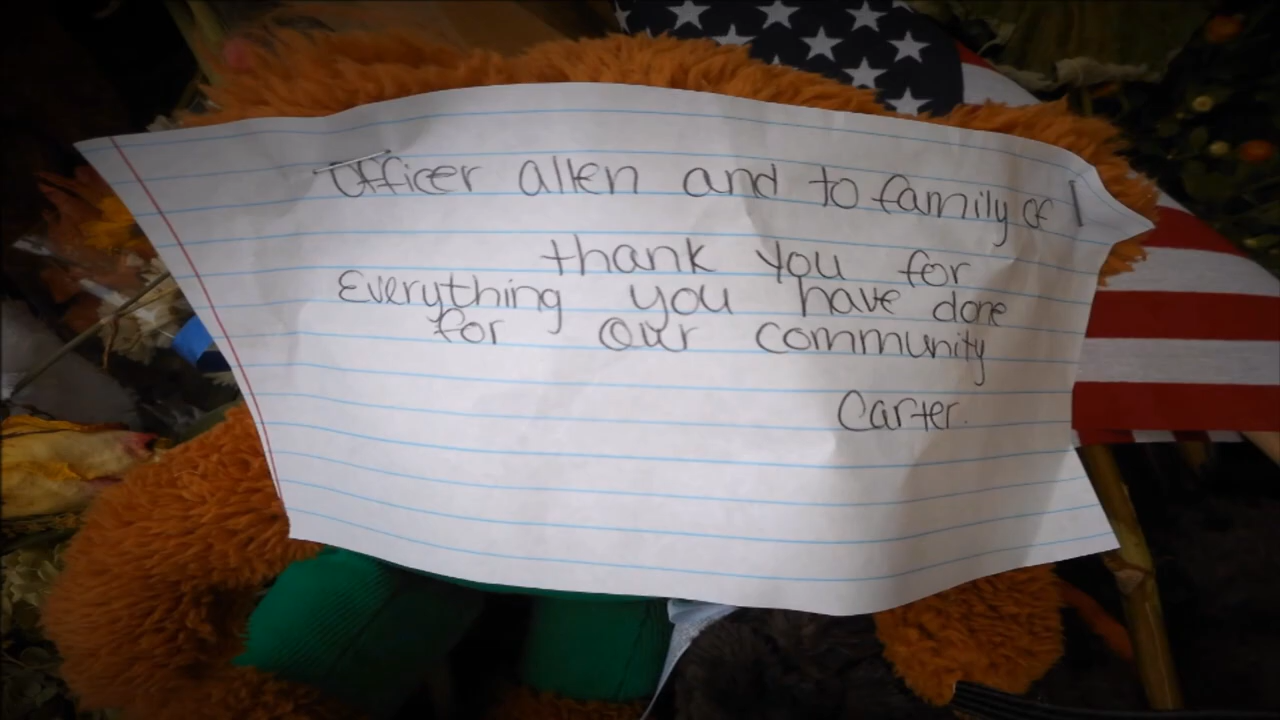 Officer allen and to family of
thank you for
Everything you have done
for our community
Carter.